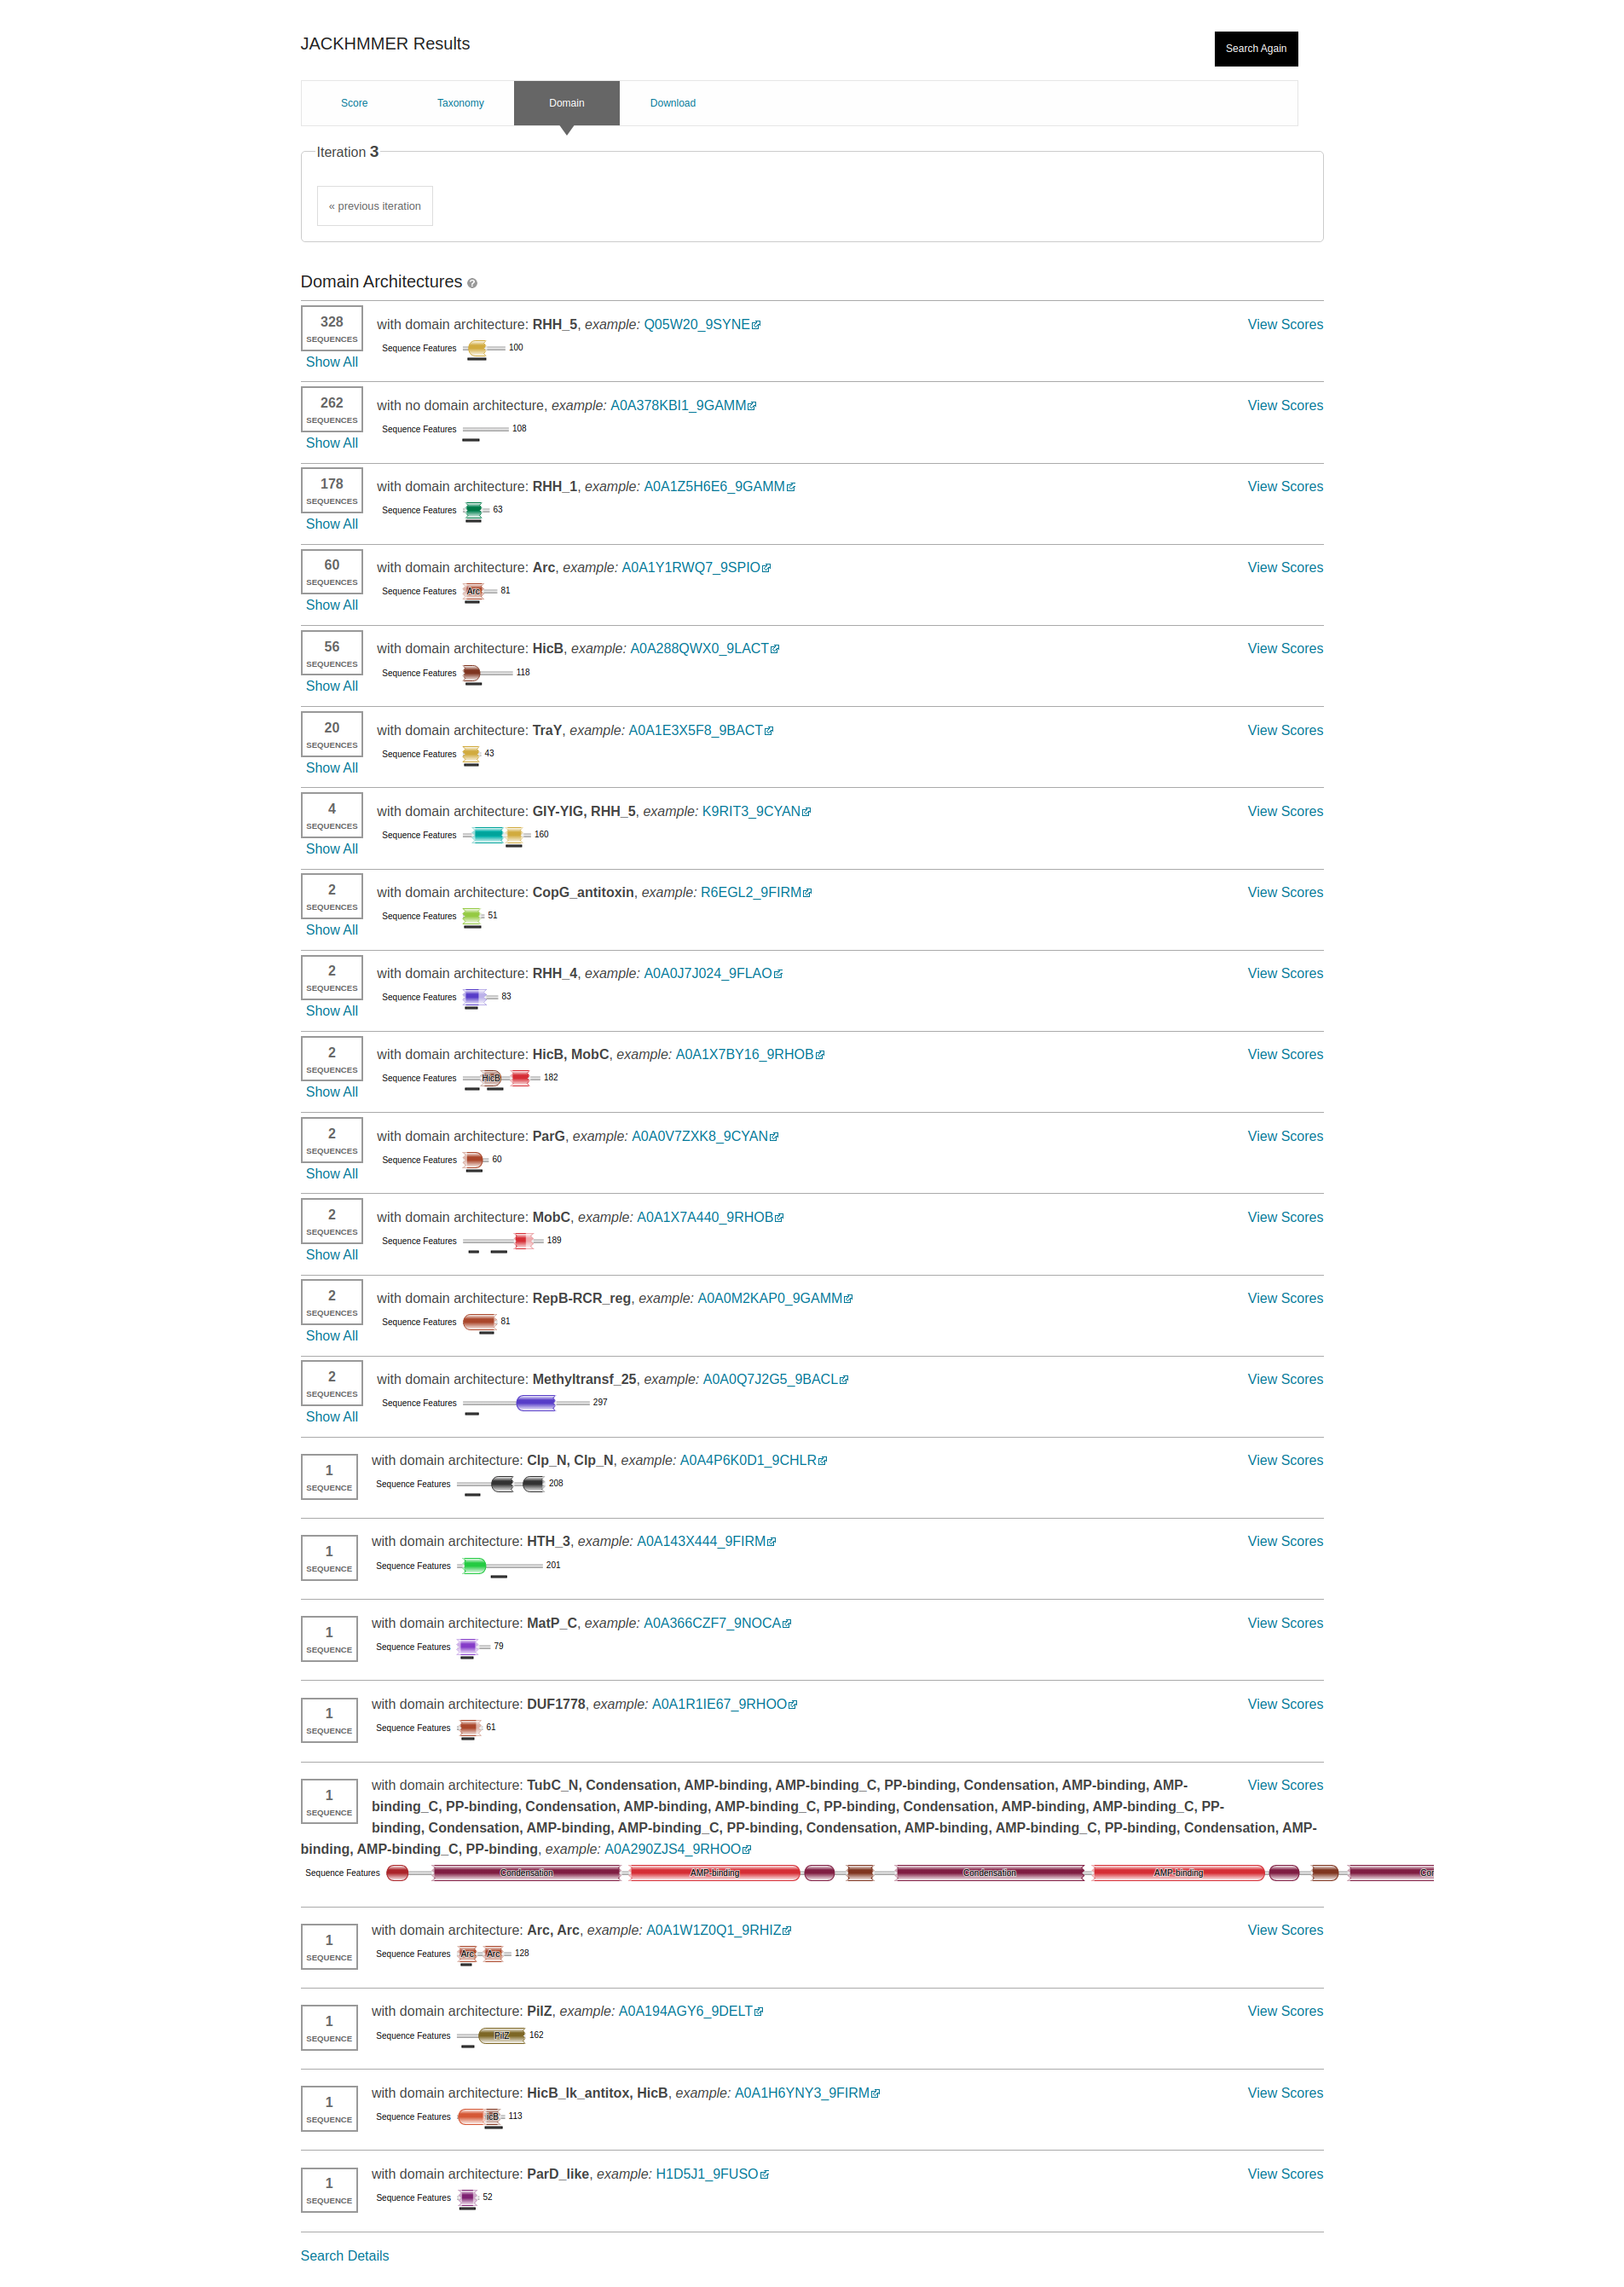 JACKHMMER Results
Search Again
Score Taxonomy Domain Download
Iteration 3
« previous iteration
Domain Architectures ?
328 SEQUENCES Show All
with domain architecture: RHH_5, example: Q05W20_9SYNE View Scores
Sequence Features 100
262 SEQUENCES Show All
with no domain architecture, example: A0A378KBI1_9GAMM View Scores
Sequence Features 108
178 SEQUENCES Show All
with domain architecture: RHH_1, example: A0A1Z5H6E6_9GAMM View Scores
Sequence Features 63
60 SEQUENCES Show All
with domain architecture: Arc, example: A0A1Y1RWQ7_9SPIO View Scores
Sequence Features Arc 81
56 SEQUENCES Show All
with domain architecture: HicB, example: A0A288QWX0_9LACT View Scores
Sequence Features 118
20 SEQUENCES Show All
with domain architecture: TraY, example: A0A1E3X5F8_9BACT View Scores
Sequence Features 43
4 SEQUENCES Show All
with domain architecture: GIY-YIG, RHH_5, example: K9RIT3_9CYAN View Scores
Sequence Features 160
2 SEQUENCES Show All
with domain architecture: CopG_antitoxin, example: R6EGL2_9FIRM View Scores
Sequence Features 51
2 SEQUENCES Show All
with domain architecture: RHH_4, example: A0A0J7J024_9FLAO View Scores
Sequence Features 83
2 SEQUENCES Show All
with domain architecture: HicB, MobC, example: A0A1X7BY16_9RHOB View Scores
Sequence Features HicB 182
2 SEQUENCES Show All
with domain architecture: ParG, example: A0A0V7ZXK8_9CYAN View Scores
Sequence Features 60
2 SEQUENCES Show All
with domain architecture: MobC, example: A0A1X7A440_9RHOB View Scores
Sequence Features 189
2 SEQUENCES Show All
with domain architecture: RepB-RCR_reg, example: A0A0M2KAP0_9GAMM View Scores
Sequence Features 81
2 SEQUENCES Show All
with domain architecture: Methyltransf_25, example: A0A0Q7J2G5_9BACL View Scores
Sequence Features 297
1 SEQUENCE
with domain architecture: Clp_N, Clp_N, example: A0A4P6K0D1_9CHLR View Scores
Sequence Features 208
1 SEQUENCE
with domain architecture: HTH_3, example: A0A143X444_9FIRM View Scores
Sequence Features 201
1 SEQUENCE
with domain architecture: MatP_C, example: A0A366CZF7_9NOCA View Scores
Sequence Features 79
1 SEQUENCE
with domain architecture: DUF1778, example: A0A1R1IE67_9RHOO View Scores
Sequence Features 61
1 SEQUENCE
with domain architecture: TubC_N, Condensation, AMP-binding, AMP-binding_C, PP-binding, Condensation, AMP-binding, AMP- View Scores
binding_C, PP-binding, Condensation, AMP-binding, AMP-binding_C, PP-binding, Condensation, AMP-binding, AMP-binding_C, PP-
binding, Condensation, AMP-binding, AMP-binding_C, PP-binding, Condensation, AMP-binding, AMP-binding_C, PP-binding, Condensation, AMP-
binding, AMP-binding_C, PP-binding, example: A0A290ZJS4_9RHOO
Sequence Features Condensation AMP-binding Condensation AMP-binding Con
1 SEQUENCE
with domain architecture: Arc, Arc, example: A0A1W1Z0Q1_9RHIZ View Scores
Sequence Features Arc Arc 128
1 SEQUENCE
with domain architecture: PilZ, example: A0A194AGY6_9DELT View Scores
Sequence Features PilZ 162
1 SEQUENCE
with domain architecture: HicB_lk_antitox, HicB, example: A0A1H6YNY3_9FIRM View Scores
Sequence Features icB 113
1 SEQUENCE
with domain architecture: ParD_like, example: H1D5J1_9FUSO View Scores
Sequence Features 52
Search Details